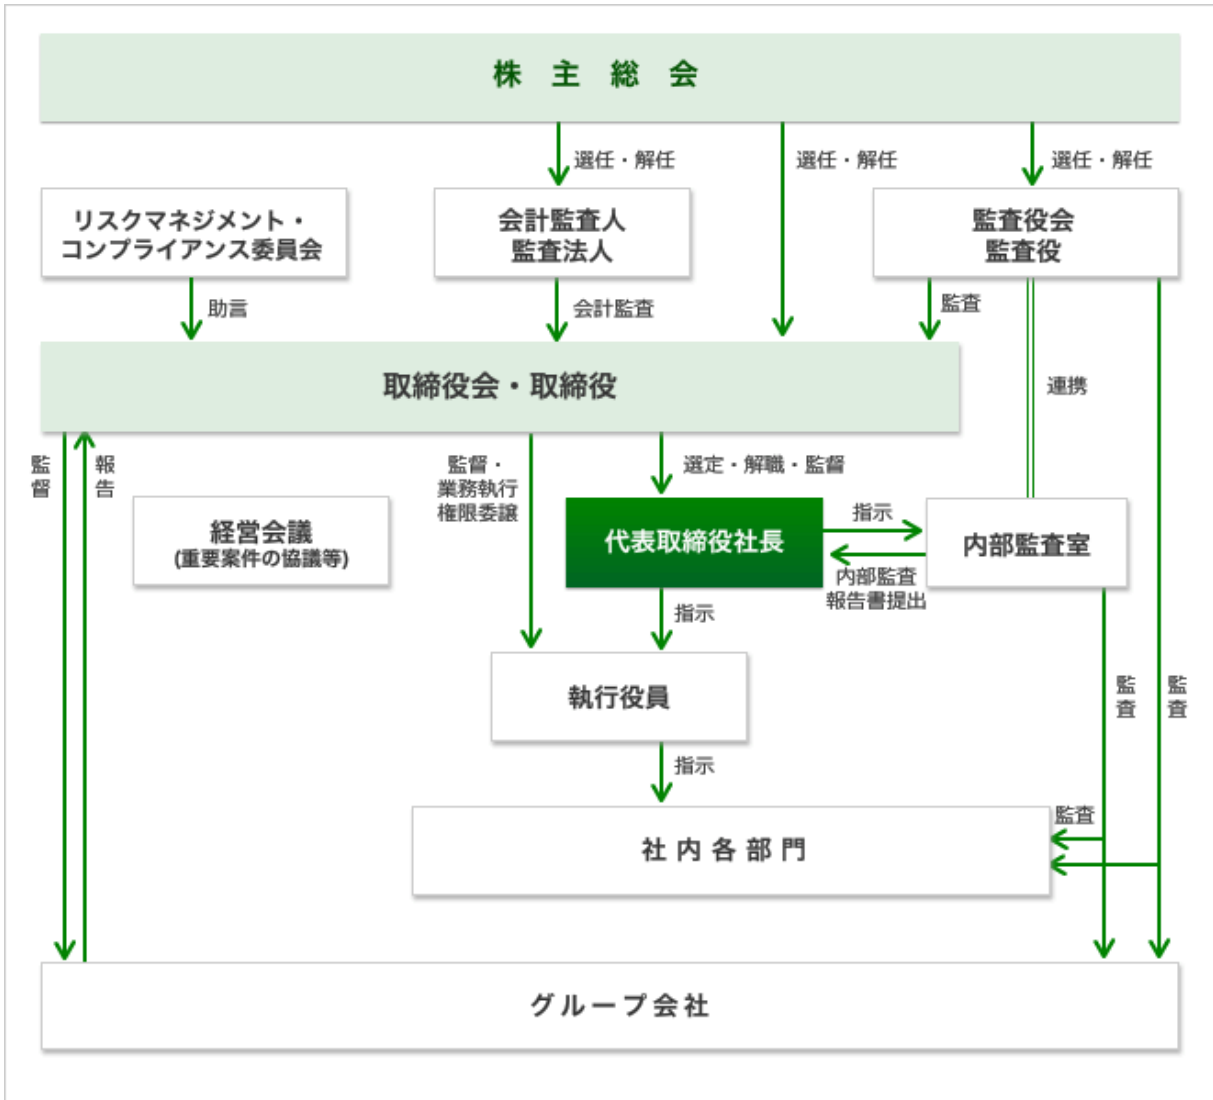 株主総会
選任・解任
選任・解任
選任・解任
リスクマネジメント・
コンプライアンス委員会
会計監査人
監査法人
監査役会
監査役
助言
会計監査
監査
取締役会・取締役
連携
監督
報告
監督・
業務執行
権限委譲
選定・解職・監督
経営会議
(重要案件の協議等)
代表取締役社長
指示
内部監査
報告書提出
内部監査室
指示
執行役員
監査
監査
指示
監査
社内各部門
グループ会社